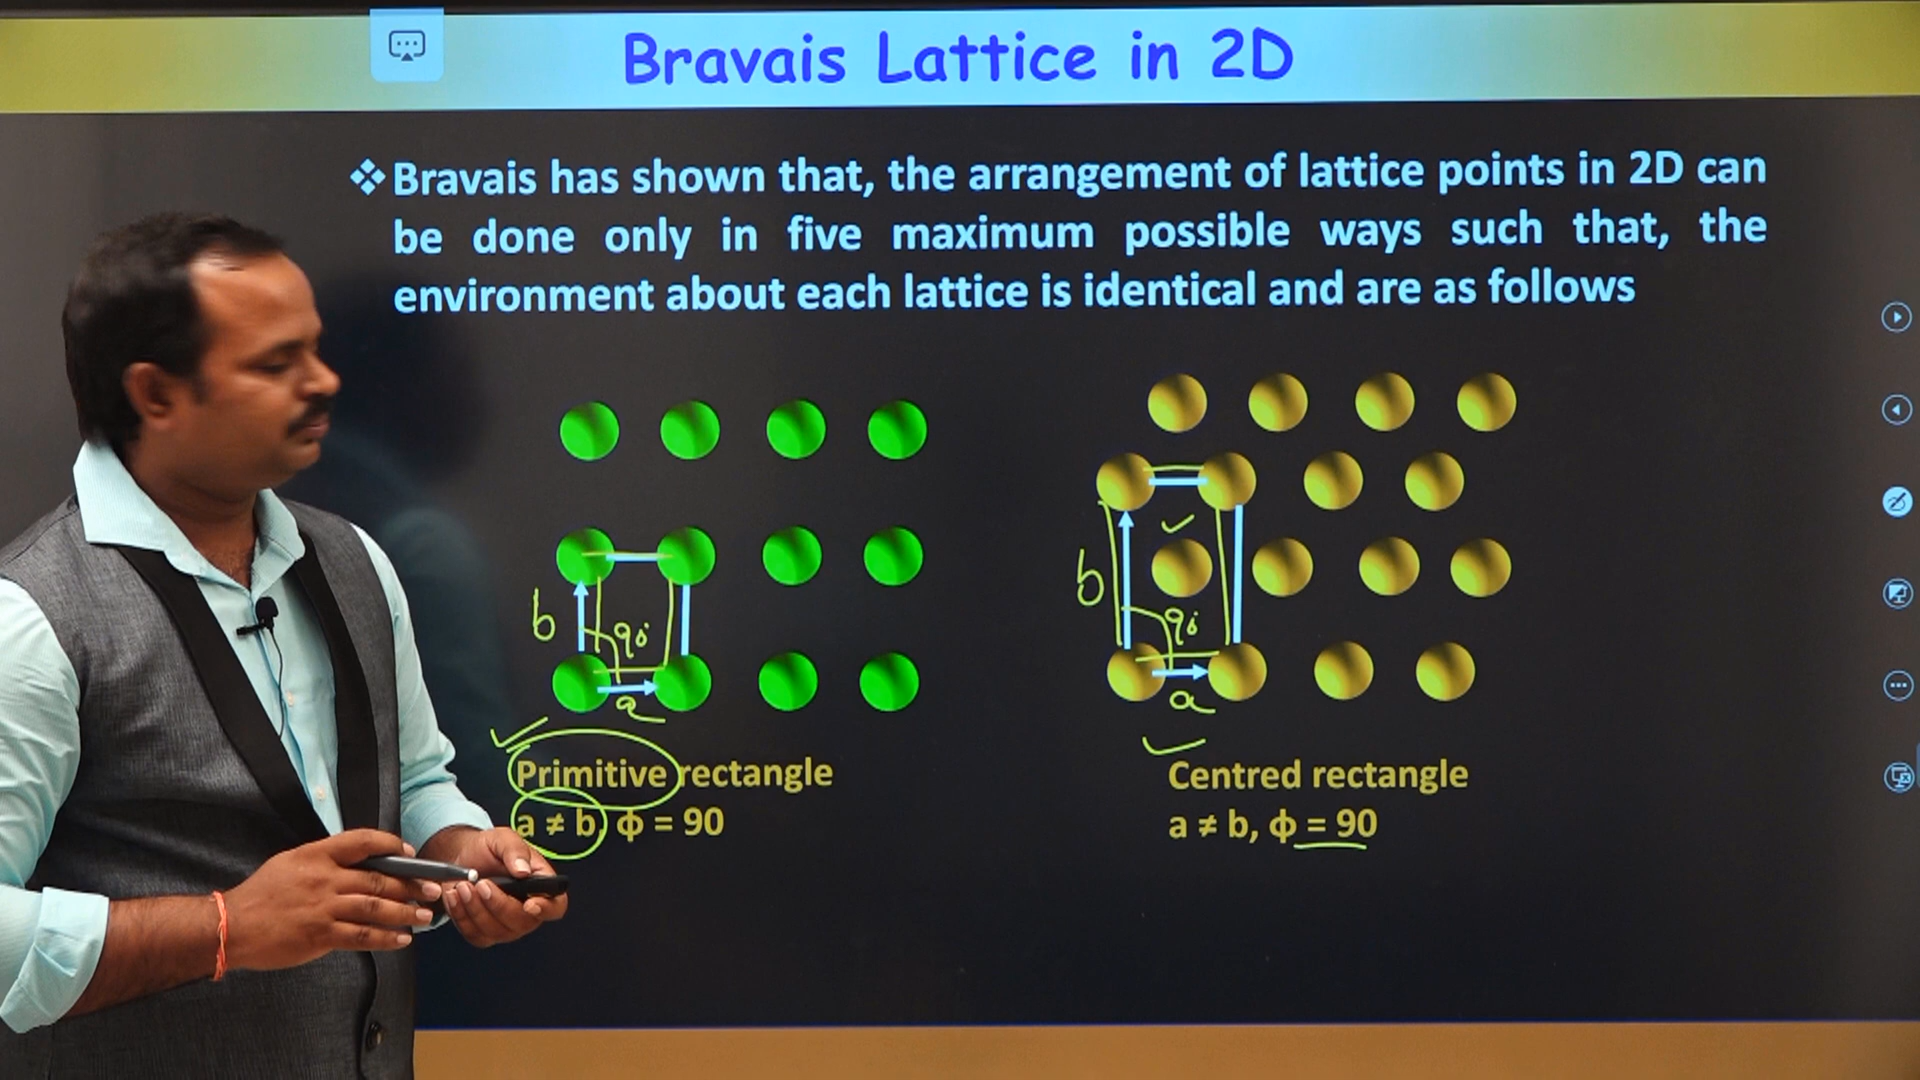 Bravais Lattice in 2D
❖ Bravais has shown that, the arrangement of lattice points in 2D can
be done only in five maximum possible ways such that, the
environment about each lattice is identical and are as follows
b
90°
a
Primitive rectangle
a ≠ b, ϕ = 90
b
90°
a
Centred rectangle
a ≠ b, ϕ = 90